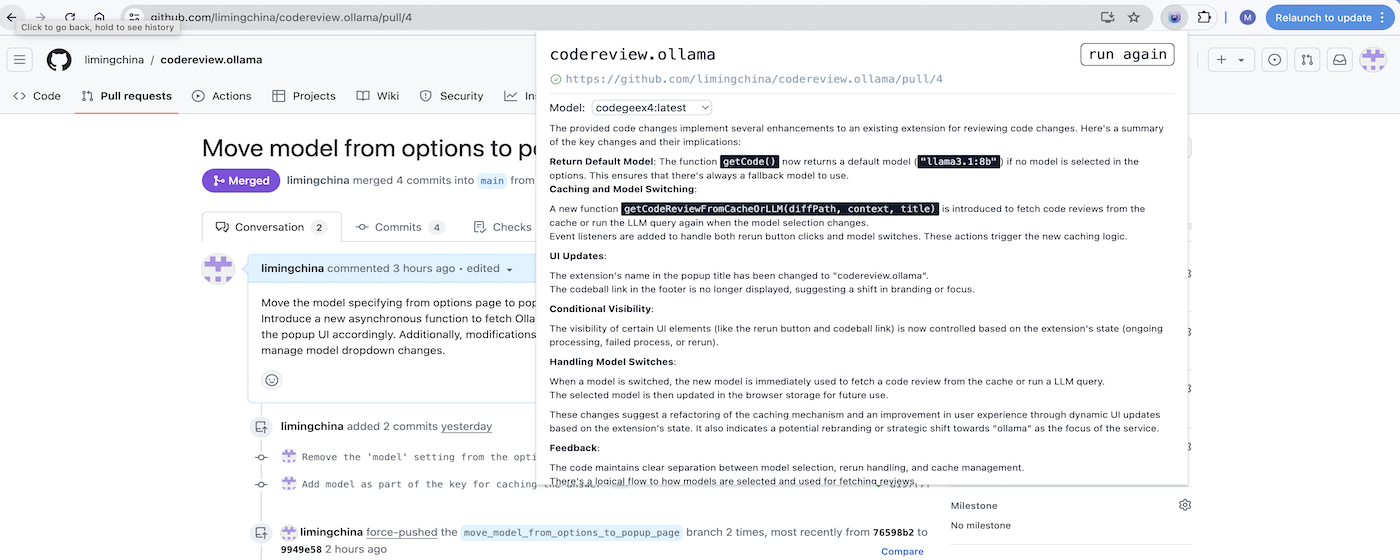 github.com/limingchina/codereview.ollama/pull/4
M
Relaunch to update
Click to go back, hold to see history
limingchina / codereview.ollama
Code
Pull requests
Actions
Projects
Wiki
Security
Move model from options to
Merged
limingchina merged 4 commits into main from
Conversation 2
Commits 4
Checks
limingchina commented 3 hours ago • edited
Move the model specifying from options page to
Introduce a new asynchronous function to fetch
the popup UI accordingly. Additionally, modifications
manage model dropdown changes.
limingchina added 2 commits yesterday
Remove the 'model' setting from the
Add model as part of the key for caching
limingchina force-pushed the move_model_from_options_to_popup_page branch 2 times, most recently from 76598b2 to
9949e58 2 hours ago
Compare
codereview.ollama
run again
https://github.com/limingchina/codereview.ollama/pull/4
Model: codegeex4:latest
The provided code changes implement several enhancements to an existing extension for reviewing code changes. Here's a summary
of the key changes and their implications:
Return Default Model: The function getCode() now returns a default model ( "llama3.1:8b" ) if no model is selected in the
options. This ensures that there's always a fallback model to use.
Caching and Model Switching:
A new function getCodeReviewFromCacheOrLLM(diffPath, context, title) is introduced to fetch code reviews from the
cache or run the LLM query again when the model selection changes.
Event listeners are added to handle both rerun button clicks and model switches. These actions trigger the new caching logic.
UI Updates:
The extension's name in the popup title has been changed to "codereview.ollama".
The codeball link in the footer is no longer displayed, suggesting a shift in branding or focus.
Conditional Visibility:
The visibility of certain UI elements (like the rerun button and codeball link) is now controlled based on the extension's state (ongoing
processing, failed process, or rerun).
Handling Model Switches:
When a model is switched, the new model is immediately used to fetch a code review from the cache or run a LLM query.
The selected model is then updated in the browser storage for future use.
These changes suggest a refactoring of the caching mechanism and an improvement in user experience through dynamic UI updates
based on the extension's state. It also indicates a potential rebranding or strategic shift towards "ollama" as the focus of the service.
Feedback:
The code maintains clear separation between model selection, rerun handling, and cache management.
There's a logical flow to how models are selected and used for fetching reviews.
Milestone
No milestone